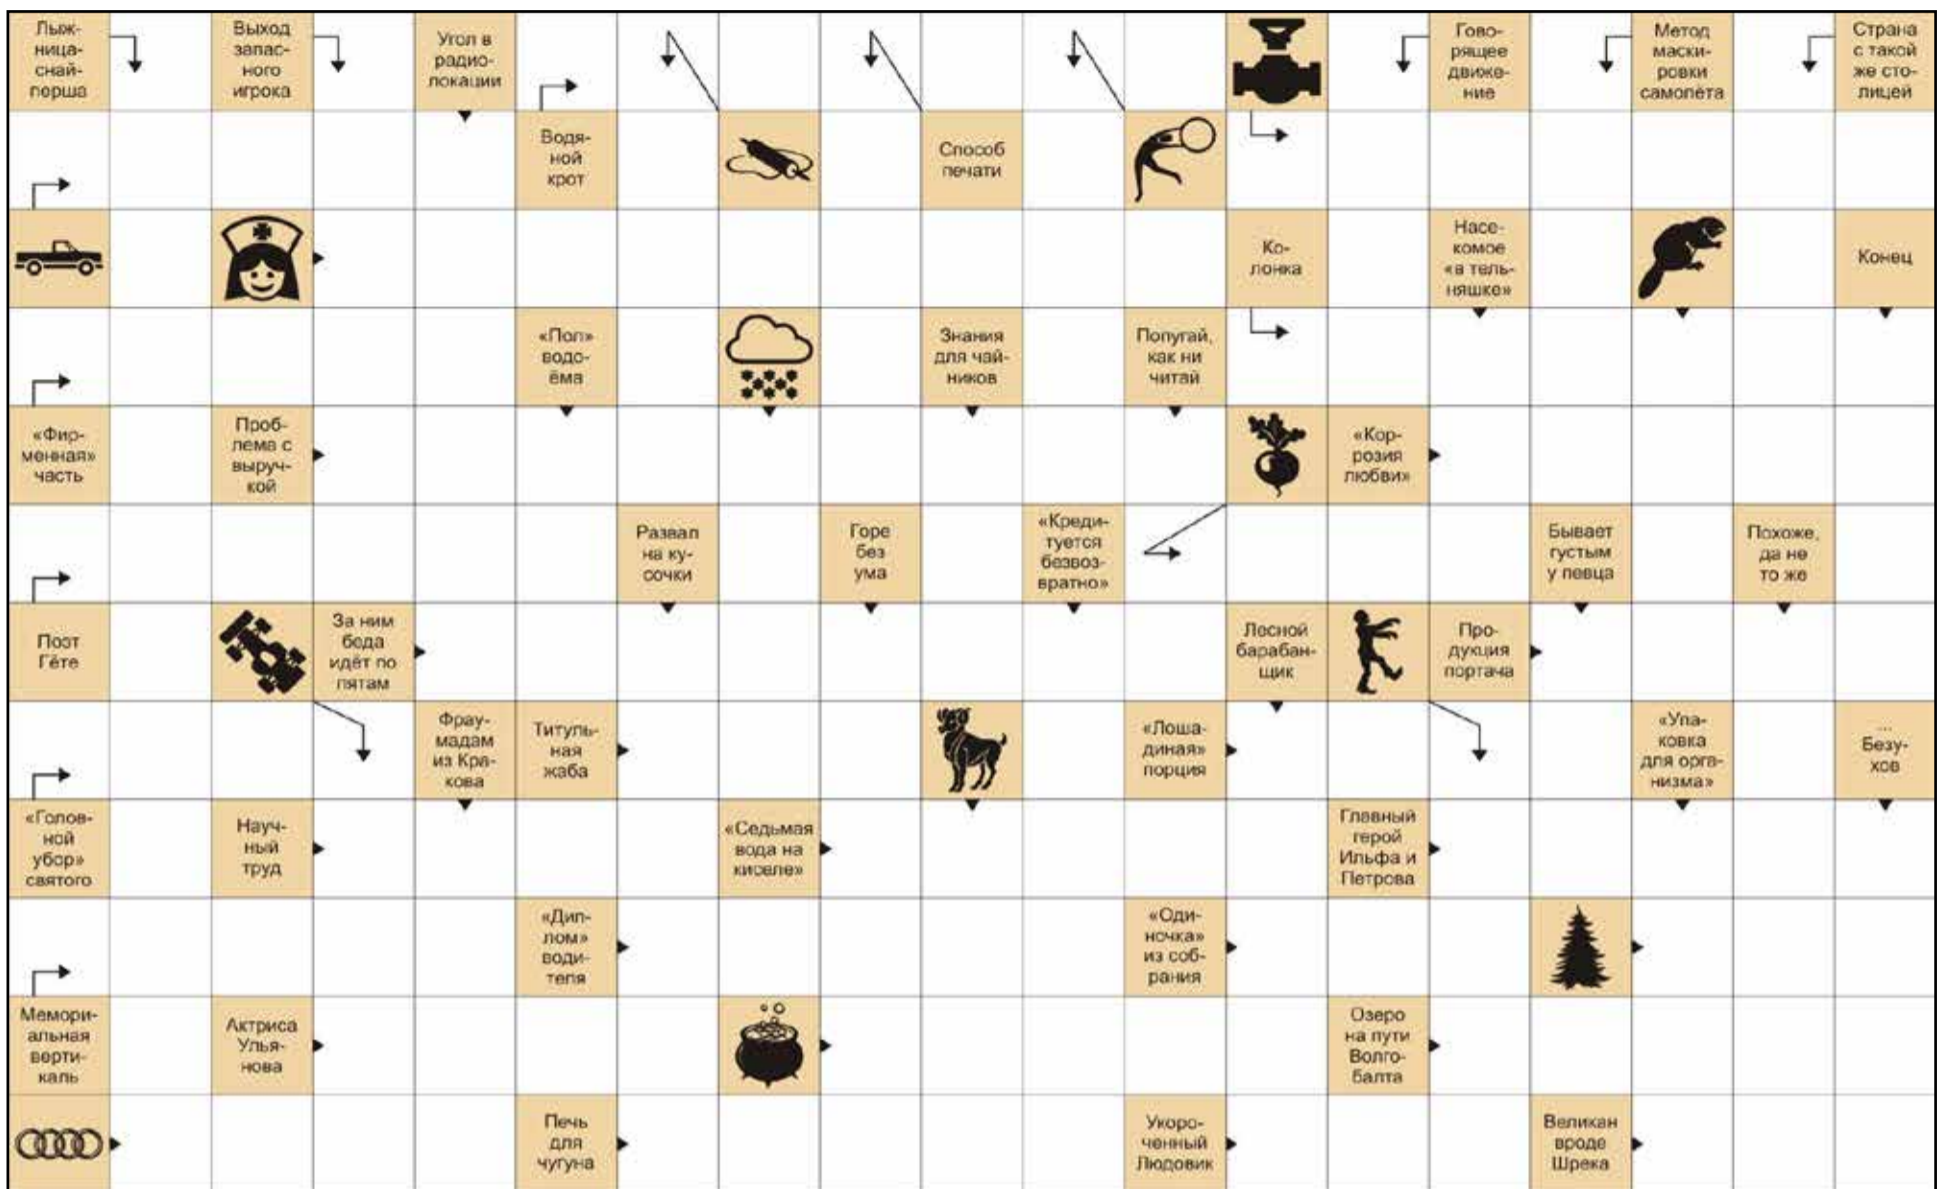 Лыж-
ница-
снай-
перша
Выход
запас-
ного
игрока
Угол в
радио-
локации
Гово-
рящее
движе-
ние
Метод
маски-
ровки
самолёта
Страна
с такой
же сто-
лицей
Водя-
ной
крот
Способ
печати
Ко-
лонка
Насе-
комое
«в тель-
няшке»
Конец
«Пол»
водо-
ёма
Знания
для чай-
ников
Попугай,
как ни
читай
«Фир-
менная»
часть
Проб-
лема с
выруч-
кой
«Кор-
розия
любви»
Развал
на ку-
сочки
Горе
без
ума
«Креди-
туется
безвоз-
вратно»
Бывает
густым
у певца
Похоже,
да не
то же
Поэт
Гёте
За ним
беда
идёт по
пятам
Лесной
барабан-
щик
Про-
дукция
портача
Фрау-
мадам
из Кра-
кова
Титуль-
ная
жаба
«Лоша-
диная»
порция
«Упа-
ковка
для орга-
низма»
...
Безу-
хов
«Голов-
ной
убор»
святого
Науч-
ный
труд
«Седьмая
вода на
киселе»
Главный
герой
Ильфа и
Петрова
«Дип-
лом»
води-
теля
«Оди-
ночка»
из соб-
рания
Мемори-
альная
верти-
каль
Актриса
Улья-
нова
Озеро
на пути
Волго-
балта
Печь
для
чугуна
Укоро-
ченный
Людовик
Великан
вроде
Шрека